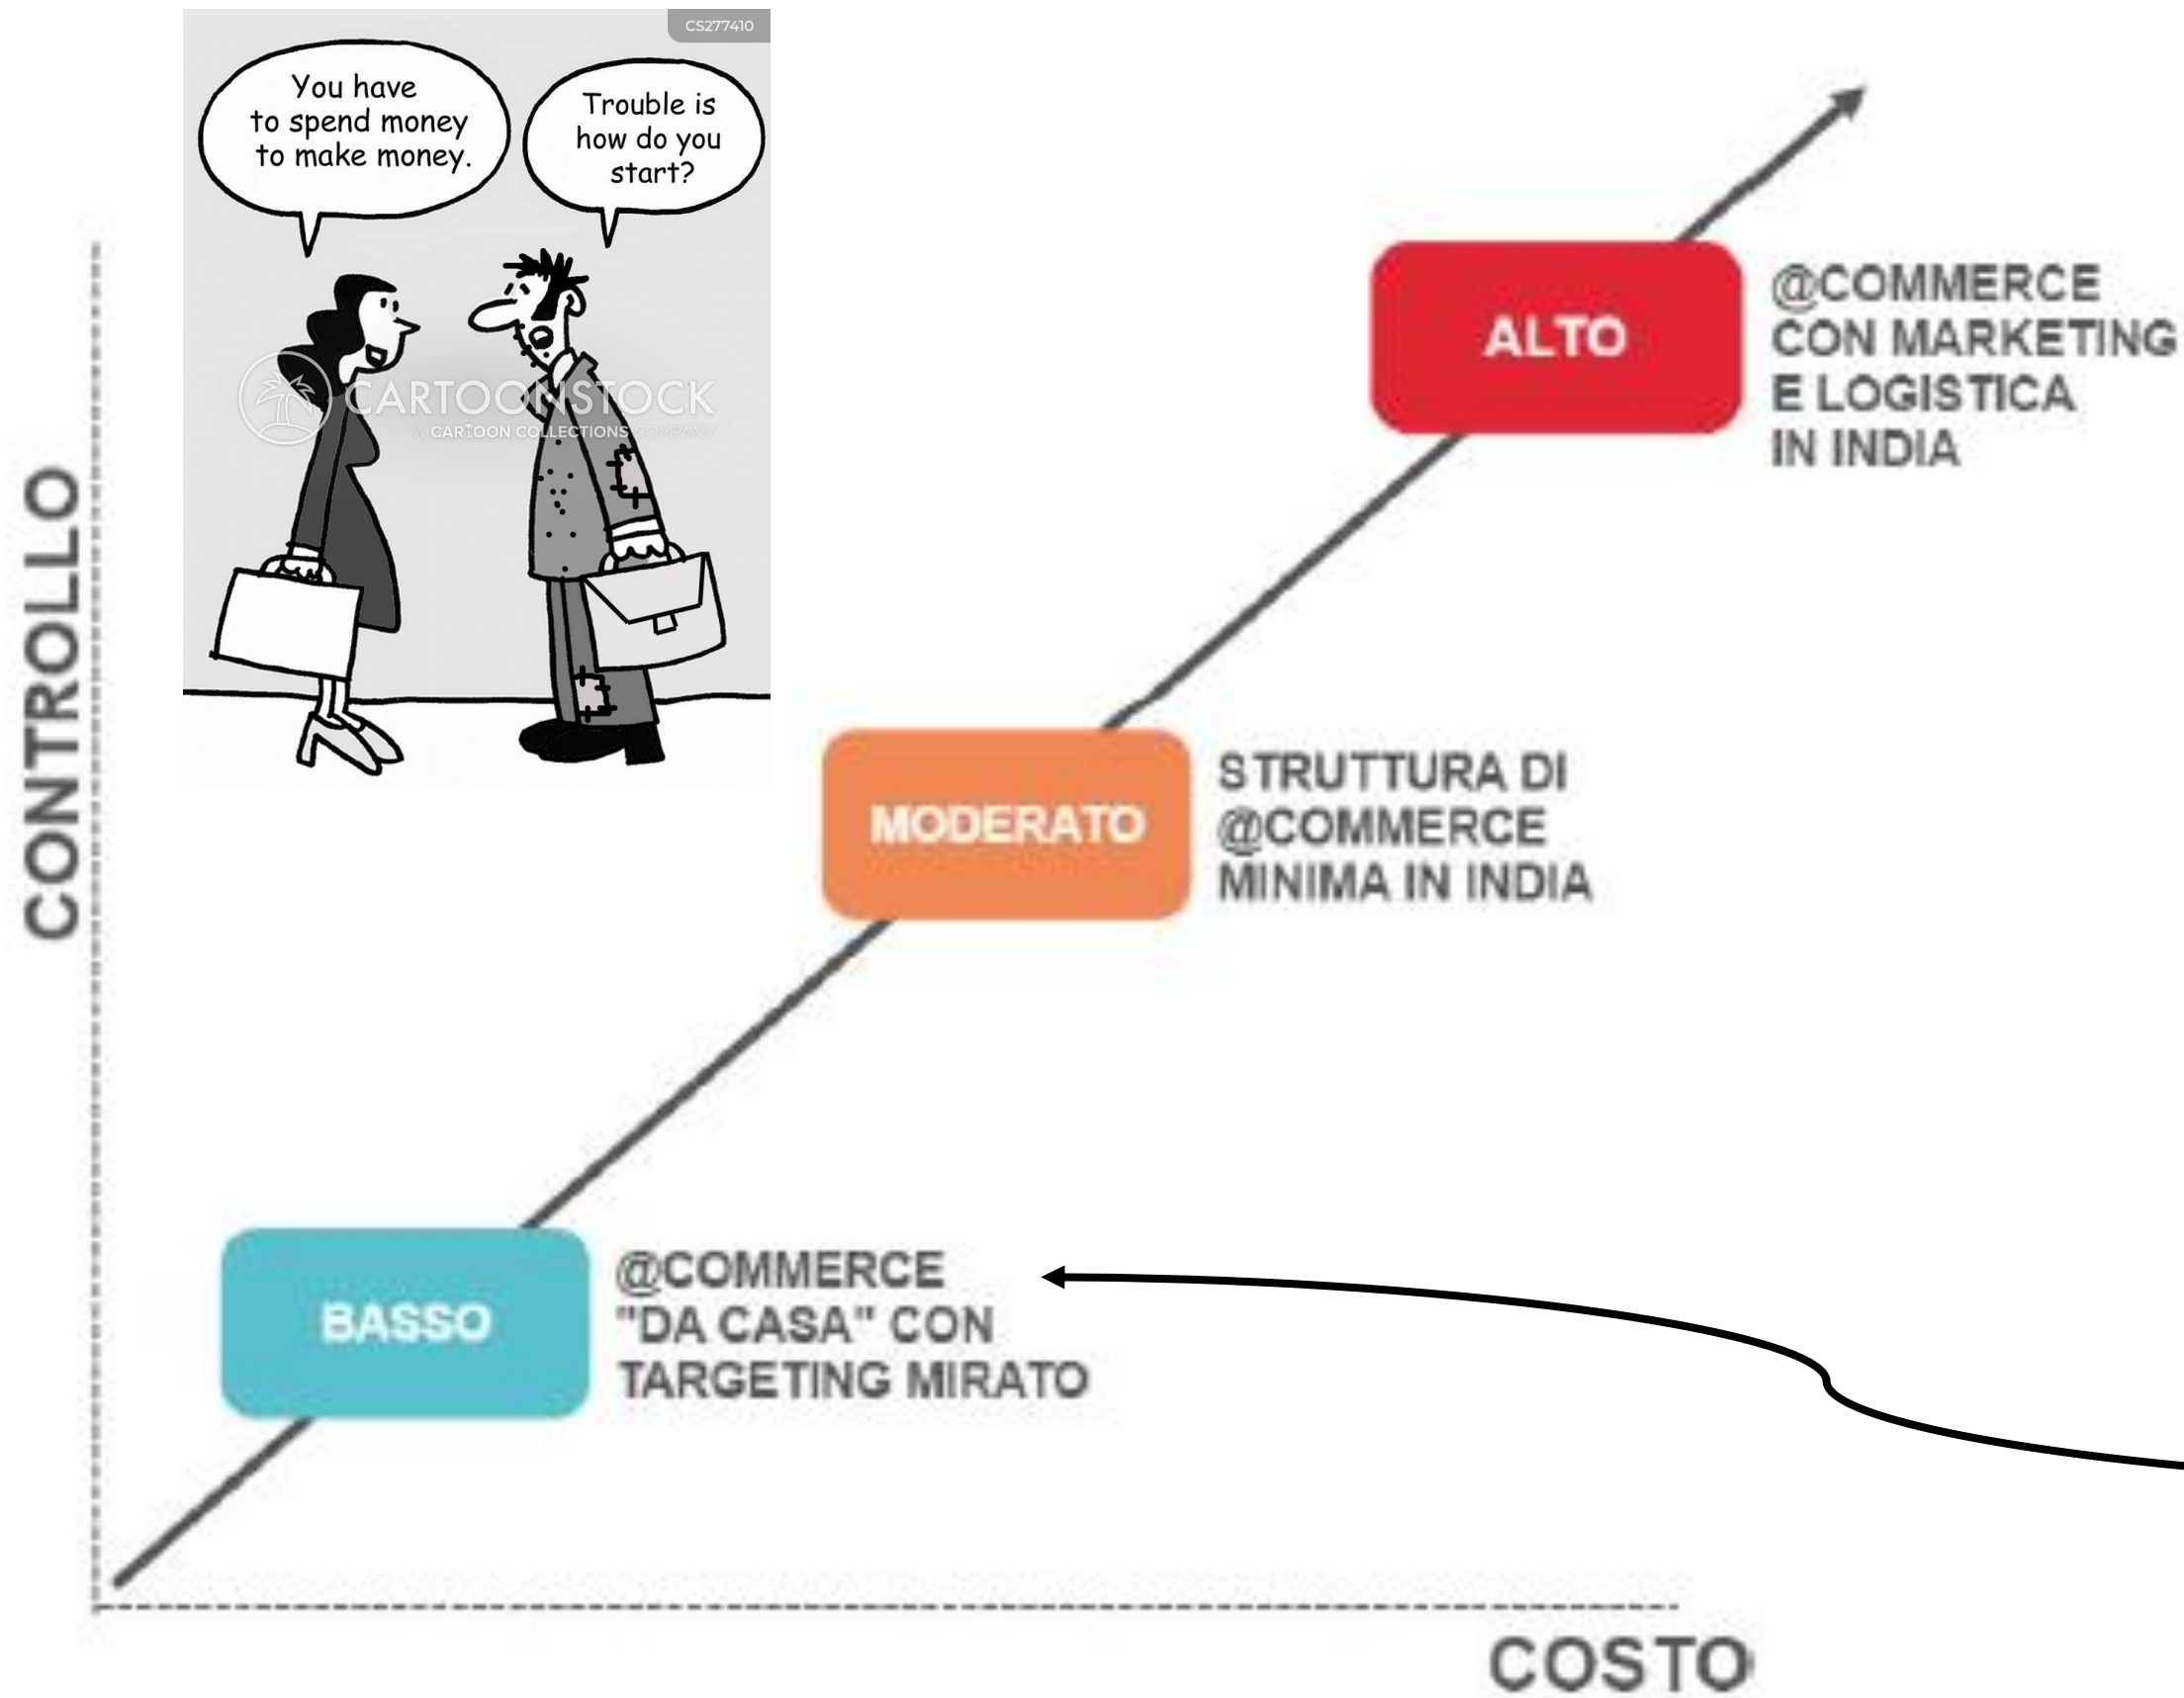 CS277410
You have
to spend money
to make money.
Trouble is
how do you
start?
CARTOONSTOCK
A CARTOON COLLECTIONS COMPANY
CONTROLLO
ALTO
@COMMERCE
CON MARKETING
E LOGISTICA
IN INDIA
MODERATO
STRUTTURA DI
@COMMERCE
MINIMA IN INDIA
BASSO
@COMMERCE
"DA CASA" CON
TARGETING MIRATO
COSTO